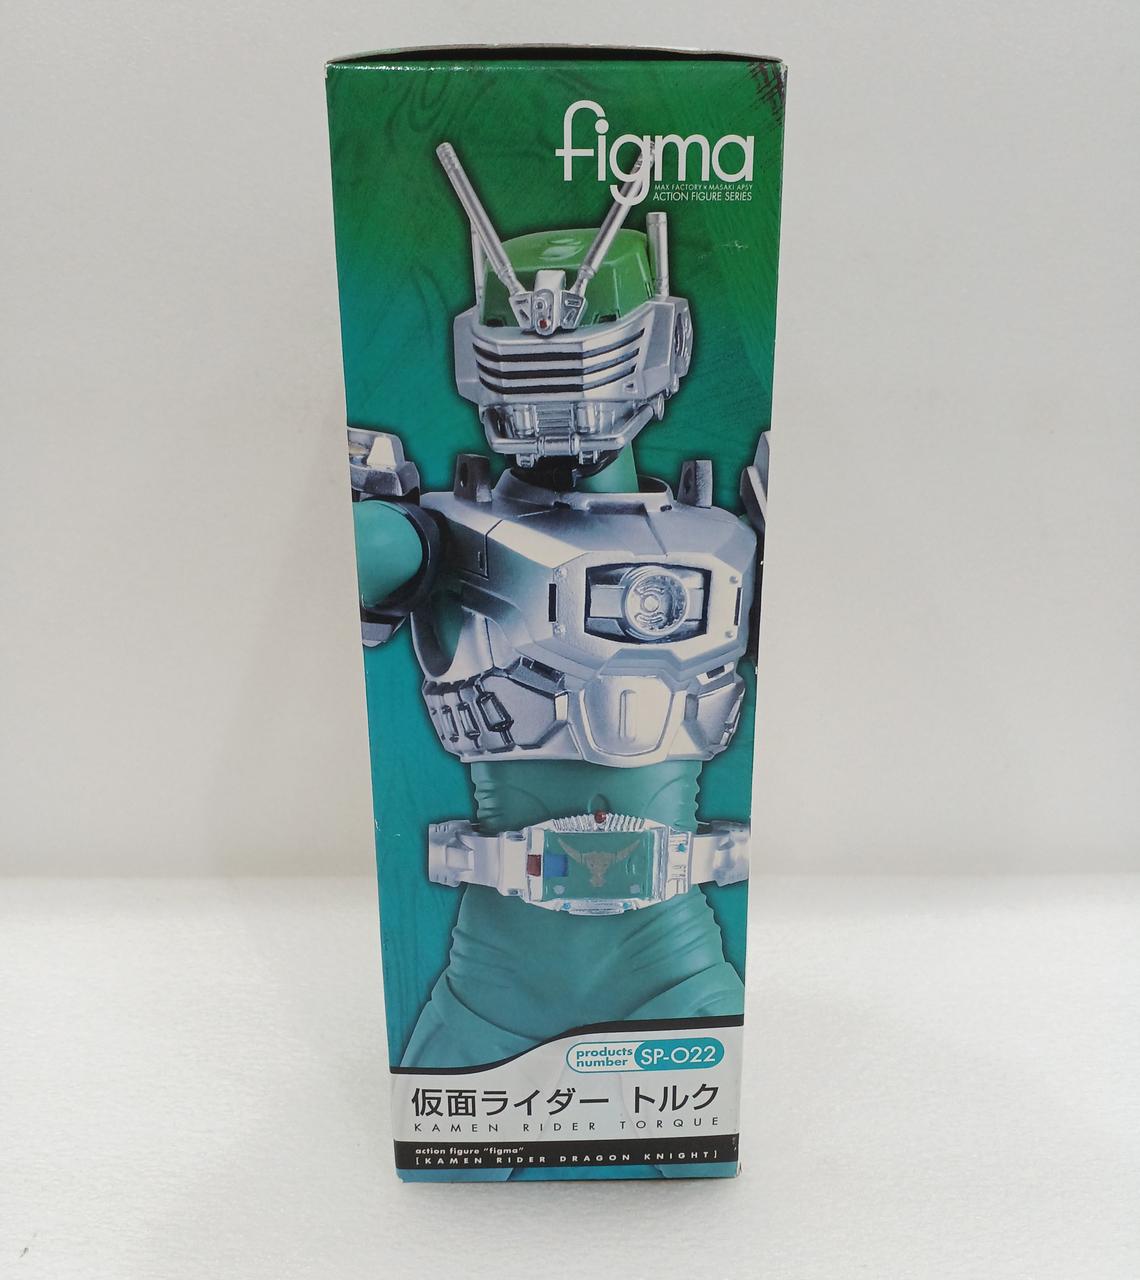 figma
MAX FACTORY × MASAKI APSY
ACTION FIGURE SERIES
products number SP-022
仮面ライダー トルク
KAMEN RIDER TORQUE
action figure "figma"
[KAMEN RIDER DRAGON KNIGHT]